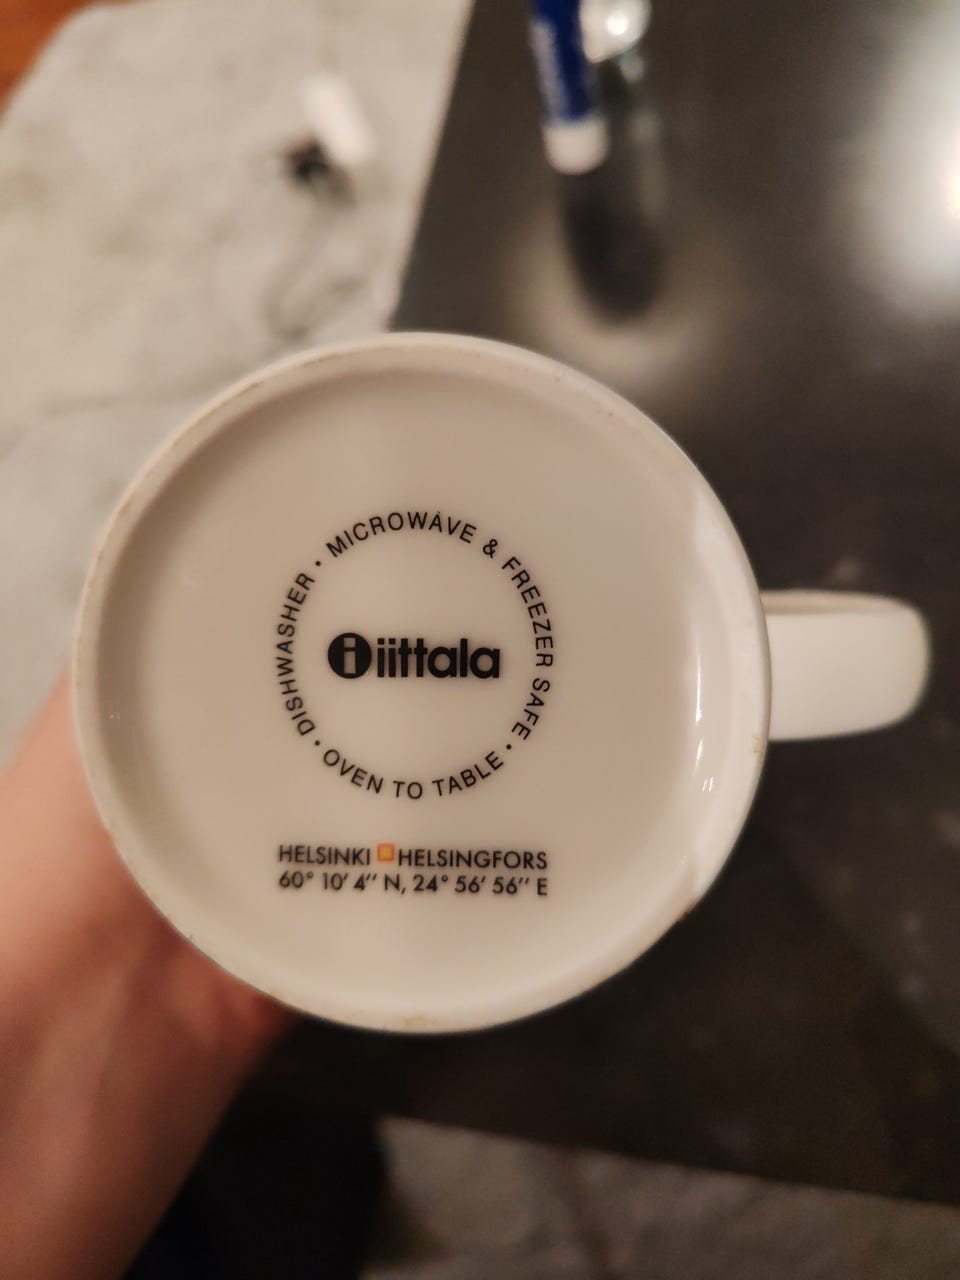 DISHWASHER • MICROWAVE & FREEZER SAFE • OVEN TO TABLE •
i iittala
HELSINKI HELSINGFORS
60° 10′ 4′′ N, 24° 56′ 56′′ E